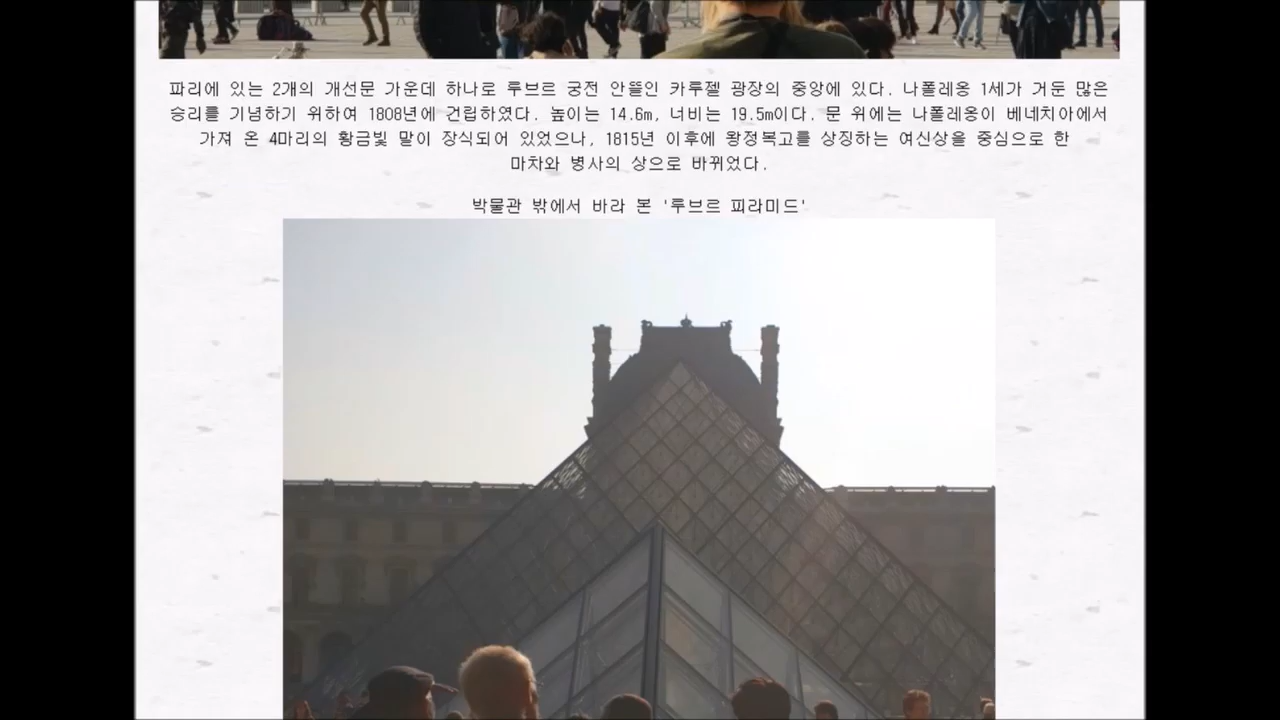 파리에 있는 2개의 개선문 가운데 하나로 루브르 궁전 안뜰인 카루젤 광장의 중앙에 있다. 나폴레옹 1세가 거둔 많은
승리를 기념하기 위하여 1808년에 건립하였다. 높이는 14.6m, 너비는 19.5m이다. 문 위에는 나폴레옹이 베네치아에서
가져 온 4마리의 황금빛 말이 장식되어 있었으나, 1815년 이후에 왕정복고를 상징하는 여신상을 중심으로 한
마차와 병사의 상으로 바뀌었다.
박물관 밖에서 바라 본 '루브르 피라미드'